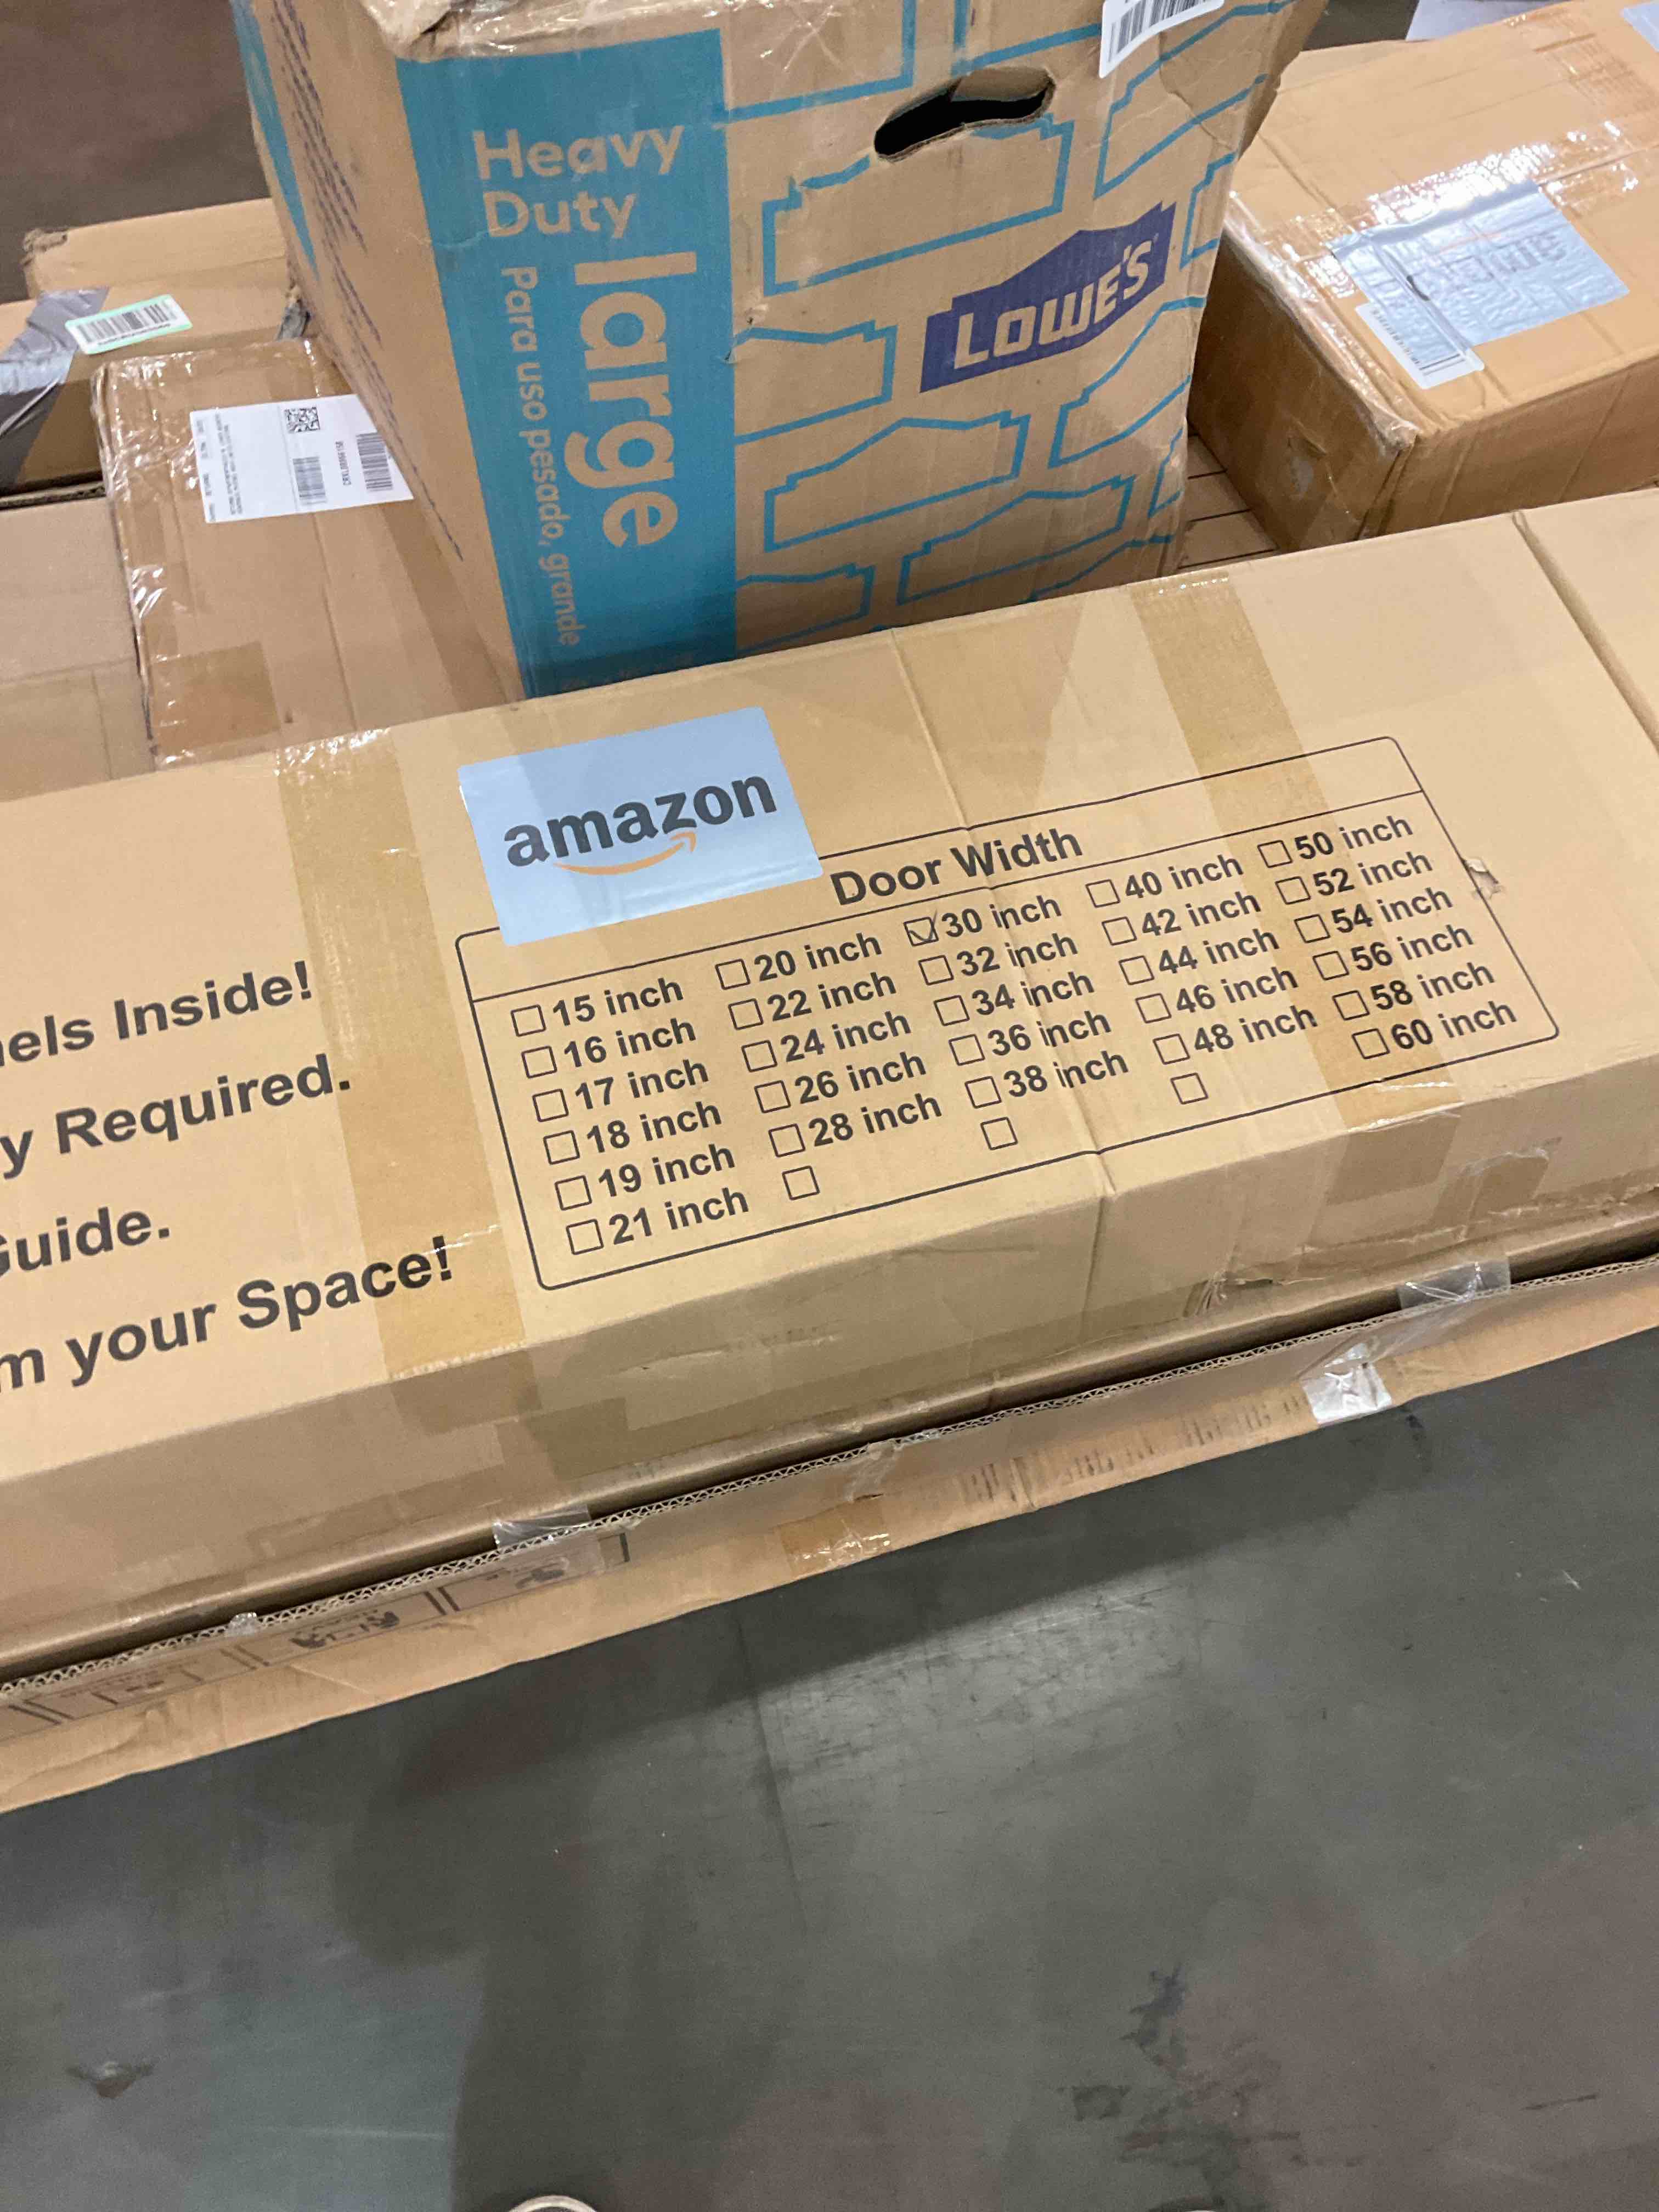 Heavy
Duty
large
Para uso pesado, grande
LOWE'S
CRXL0086415B
amazon
Inside!
Required.
your Space!
Door Width
15 inch
16 inch
17 inch
18 inch
19 inch
21 inch
20 inch
22 inch
24 inch
26 inch
28 inch
30 inch
32 inch
34 inch
36 inch
38 inch
40 inch
42 inch
44 inch
46 inch
48 inch
50 inch
52 inch
54 inch
56 inch
58 inch
60 inch